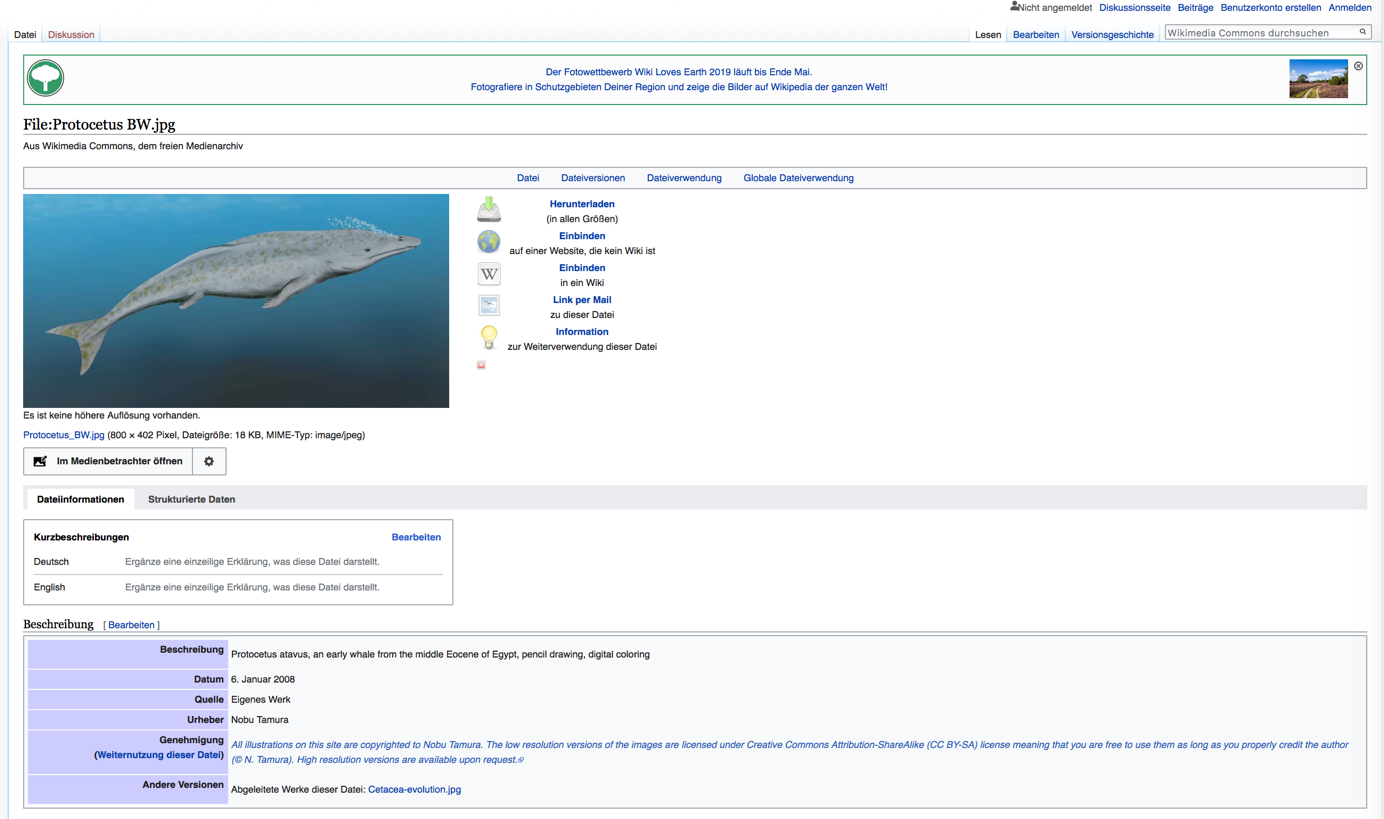 Nicht angemeldet Diskussionsseite Beiträge Benutzerkonto erstellen Anmelden
Datei Diskussion Lesen Bearbeiten Versionsgeschichte Wikimedia Commons durchsuchen
Der Fotowettbewerb Wiki Loves Earth 2019 läuft bis Ende Mai.
Fotografiere in Schutzgebieten Deiner Region und zeige die Bilder auf Wikipedia der ganzen Welt!
File:Protocetus BW.jpg
Aus Wikimedia Commons, dem freien Medienarchiv
Datei Dateiversionen Dateiverwendung Globale Dateiverwendung
Herunterladen
(in allen Größen)
Einbinden
auf einer Website, die kein Wiki ist
W
Einbinden
in ein Wiki
Link per Mail
zu dieser Datei
Information
zur Weiterverwendung dieser Datei
Es ist keine höhere Auflösung vorhanden.
Protocetus_BW.jpg (800 × 402 Pixel, Dateigröße: 18 KB, MIME-Typ: image/jpeg)
Im Medienbetrachter öffnen
Dateiinformationen Strukturierte Daten
Kurzbeschreibungen Bearbeiten
Deutsch Ergänze eine einzeilige Erklärung, was diese Datei darstellt.
English Ergänze eine einzeilige Erklärung, was diese Datei darstellt.
Beschreibung [ Bearbeiten ]
Beschreibung Protocetus atavus, an early whale from the middle Eocene of Egypt, pencil drawing, digital coloring
Datum 6. Januar 2008
Quelle Eigenes Werk
Urheber Nobu Tamura
Genehmigung
(Weiternutzung dieser Datei)
All illustrations on this site are copyrighted to Nobu Tamura. The low resolution versions of the images are licensed under Creative Commons Attribution-ShareAlike (CC BY-SA) license meaning that you are free to use them as long as you properly credit the author
(© N. Tamura). High resolution versions are available upon request.
Andere Versionen Abgeleitete Werke dieser Datei: Cetacea-evolution.jpg